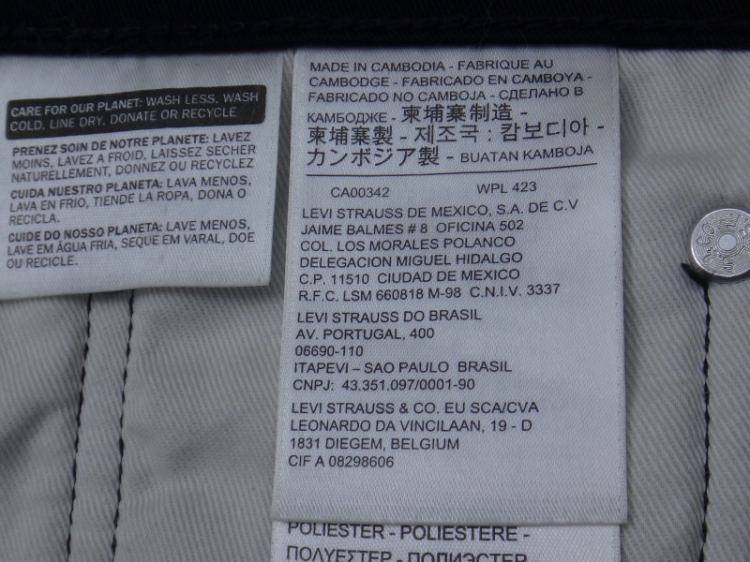 CARE FOR OUR PLANET: WASH LESS, WASH
COLD, LINE DRY, DONATE OR RECYCLE
PRENEZ SOIN DE NOTRE PLANETE: LAVEZ
MOINS, LAVEZ A FROID, LAISSEZ SECHER
NATURELLEMENT, DONNEZ OU RECYCLEZ
CUIDA NUESTRO PLANETA: LAVA MENOS,
LAVA EN FRIO, TIENDE LA ROPA, DONA O
RECICLA.
CUIDE DO NOSSO PLANETA: LAVE MENOS,
LAVE EM ÁGUA FRIA, SEQUE EM VARAL, DOE
OU RECICLE.
MADE IN CAMBODIA - FABRIQUE AU
CAMBODGE - FABRICADO EN CAMBOYA -
FABRICADO NO CAMBOJA - СДЕЛАНО В
КАМБОДЖЕ - 柬埔寨制造 -
柬埔寨製 - 제조국 : 캄보디아 -
カンボジア製 - BUATAN KAMBOJA
CA00342 WPL 423
LEVI STRAUSS DE MEXICO, S.A. DE C.V
JAIME BALMES # 8 OFICINA 502
COL. LOS MORALES POLANCO
DELEGACION MIGUEL HIDALGO
C.P. 11510 CIUDAD DE MEXICO
R.F.C. LSM 660818 M-98 C.N.I.V. 3337
LEVI STRAUSS DO BRASIL
AV. PORTUGAL, 400
06690-110
ITAPEVI – SAO PAULO BRASIL
CNPJ: 43.351.097/0001-90
LEVI STRAUSS & CO. EU SCA/CVA
LEONARDO DA VINCILAAN, 19 - D
1831 DIEGEM, BELGIUM
CIF A 08298606
POLIESTER - POLIESTERE -
ΠΟΛΥΕΣΤΕΡ - ПОЛИЭСТЕР